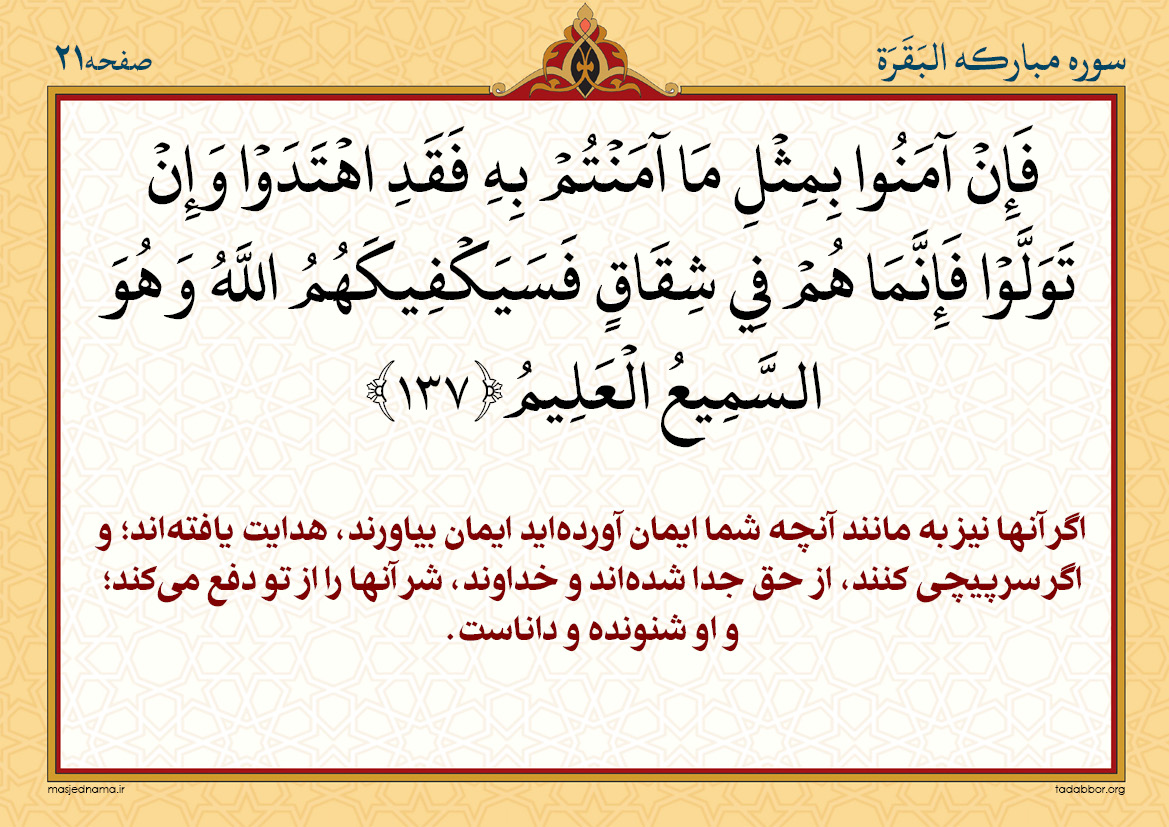 سوره مبارکه البَقَرَة
صفحه۲۱
فَإِنْ آمَنُوا بِمِثْلِ مَا آمَنْتُمْ بِهِ فَقَدِ اهْتَدَوْا وَإِنْ
تَوَلَّوْا فَإِنَّمَا هُمْ فِي شِقَاقٍ فَسَيَكْفِيكَهُمُ اللَّهُ وَهُوَ
السَّمِيعُ الْعَلِيمُ ﴿۱۳۷﴾
اگر آنها نیز به مانند آنچه شما ایمان آورده‌اید ایمان بیاورند، هدایت یافته‌اند؛ و
اگر سرپیچی کنند، از حق جدا شده‌اند و خداوند، شر آنها را از تو دفع می‌کند؛
و او شنونده و داناست.
masjednama.ir
tadabbor.org